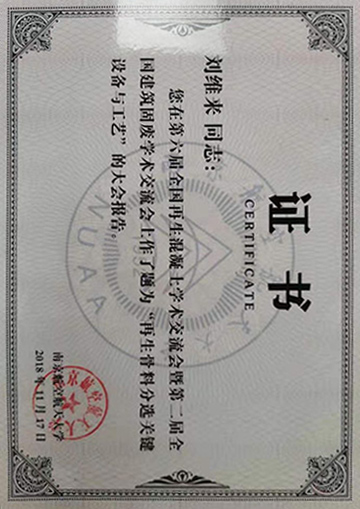 证书
CERTIFICATE
刘维来 同志：
您在第六届全国再生混凝土学术交流会暨第二届全
国建筑固废学术交流会上作了题为“再生骨料分选关键
设备与工艺”的大会报告。
南京航空航天大学
2018年11月17日
NUAA
1952